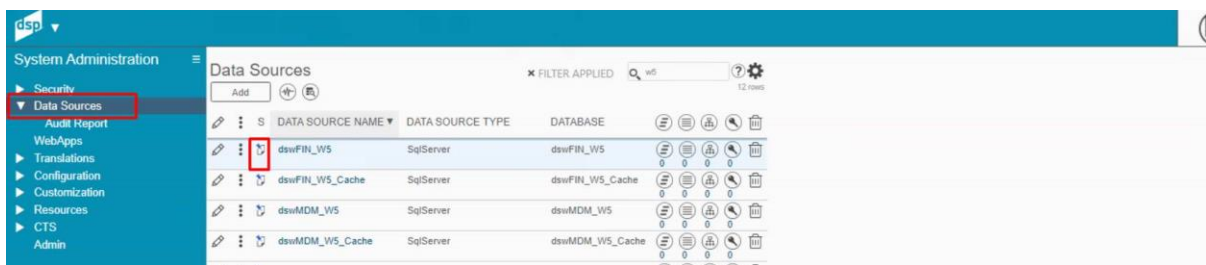 dsp
System Administration
Security
Data Sources
Audit Report
WebApps
Translations
Configuration
Customization
Resources
CTS
Admin
Data Sources
FILTER APPLIED
w5
12 rows
Add
S DATA SOURCE NAME DATA SOURCE TYPE DATABASE
dswFIN_W5 SqlServer dswFIN_W5
0 0 0 0
dswFIN_W5_Cache SqlServer dswFIN_W5_Cache
0 0 0 0
dswMDM_W5 SqlServer dswMDM_W5
0 0 0 0
dswMDM_W5_Cache SqlServer dswMDM_W5_Cache
0 0 0 0